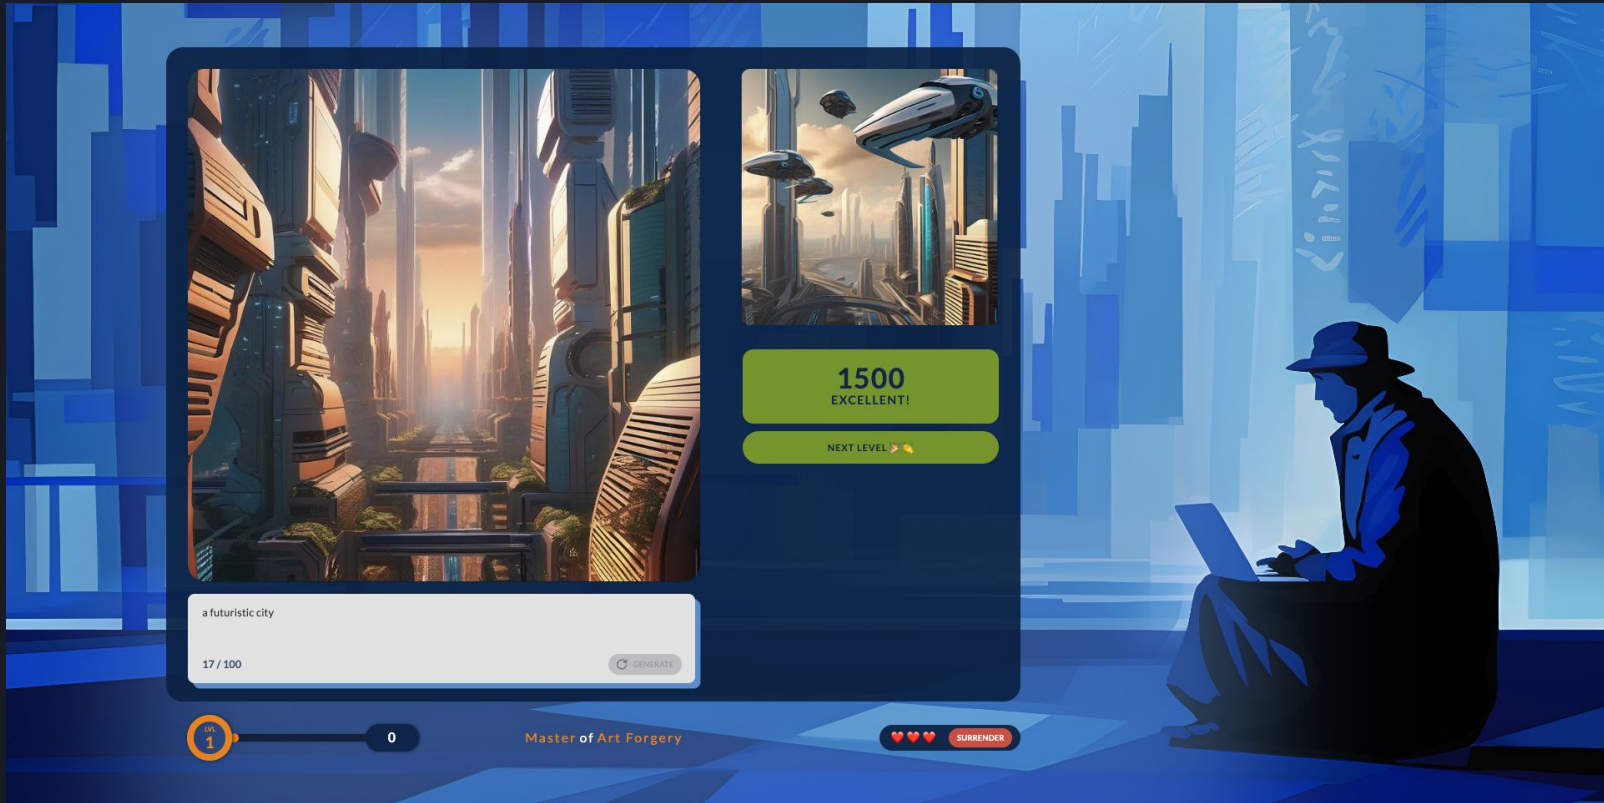 1500
EXCELLENT!
NEXT LEVEL
a futuristic city
17 / 100
GENERATE
LVL
1
0
Master of Art Forgery
SURRENDER